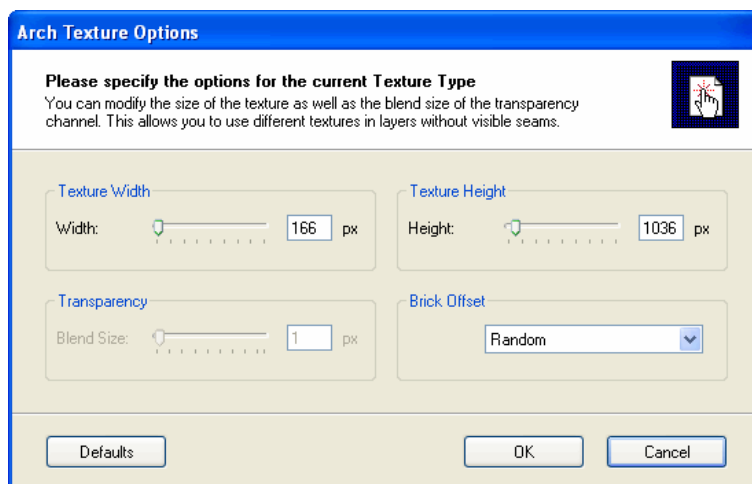 Arch Texture Options
Please specify the options for the current Texture Type
You can modify the size of the texture as well as the blend size of the transparency
channel. This allows you to use different textures in layers without visible seams.
Texture Width
Width: 166 px
Texture Height
Height: 1036 px
Transparency
Blend Size: 1 px
Brick Offset
Random
Defaults
OK
Cancel